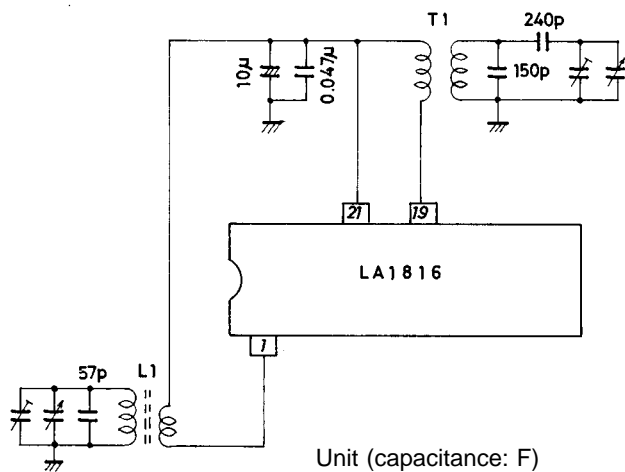 T1
240p
10µ
0.047µ
150p
21
19
LA1816
1
57p
L1
Unit (capacitance: F)